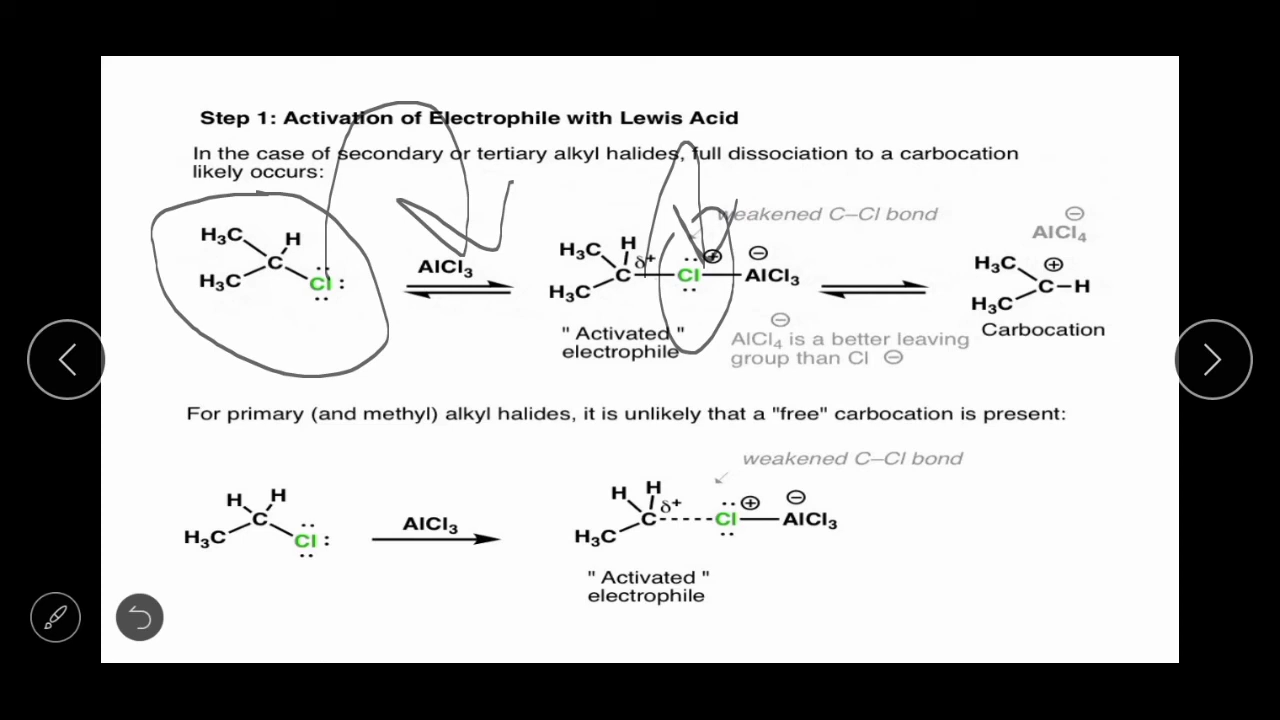 Step 1: Activation of Electrophile with Lewis Acid
In the case of secondary or tertiary alkyl halides, full dissociation to a carbocation
likely occurs:
weakened C–Cl bond
⊖
AlCl₄
H₃C H
C
H₃C Cl :
AlCl₃
H₃C H δ+ ⊕ ⊖
C Cl AlCl₃
H₃C
H₃C ⊕
C–H
H₃C
" Activated "
electrophile
⊖
AlCl₄ is a better leaving
group than Cl ⊖
Carbocation
For primary (and methyl) alkyl halides, it is unlikely that a "free" carbocation is present:
weakened C–Cl bond
H H
C
H₃C Cl :
AlCl₃
H H δ+ ⊕ ⊖
C Cl AlCl₃
H₃C
" Activated "
electrophile